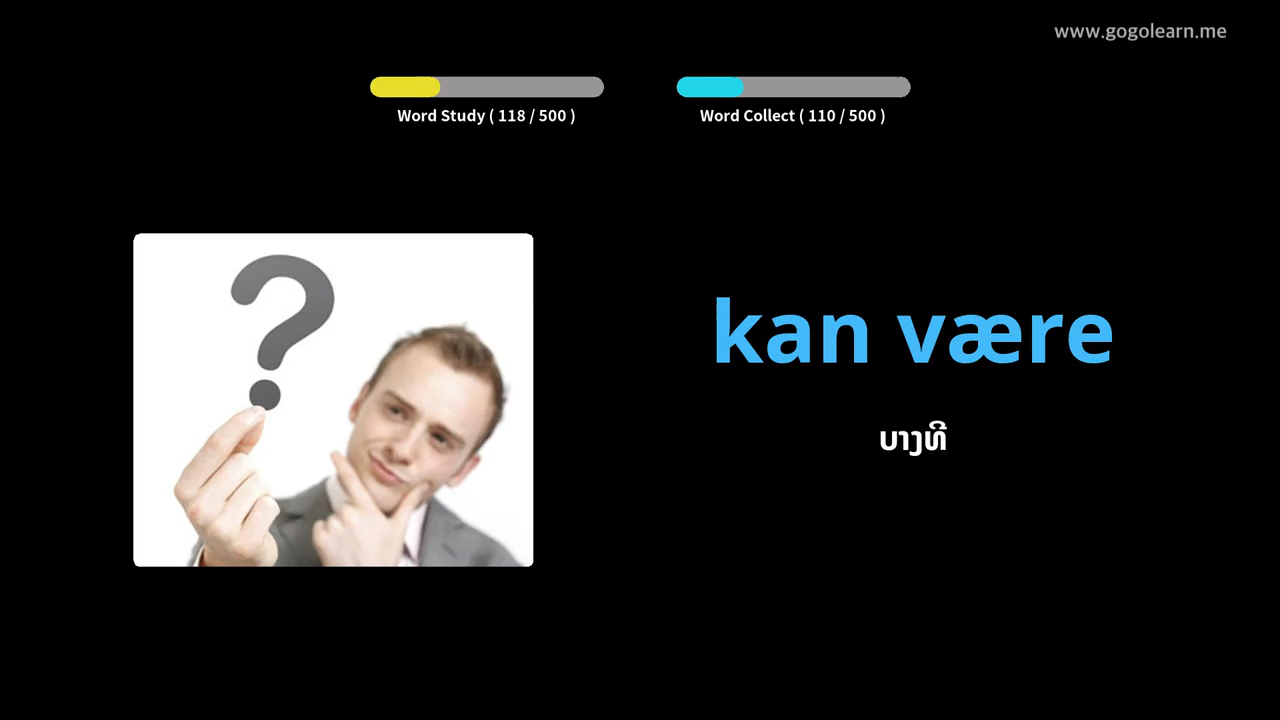 www.gogolearn.me
Word Study ( 118 / 500 )
Word Collect ( 110 / 500 )
kan være
ບາງທີ